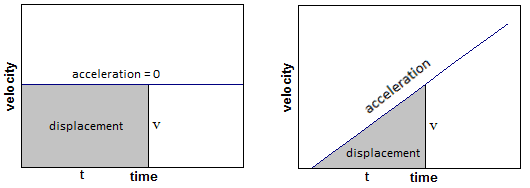 velocity
acceleration = 0
displacement
v
t
time
velocity
acceleration
v
displacement
t
time